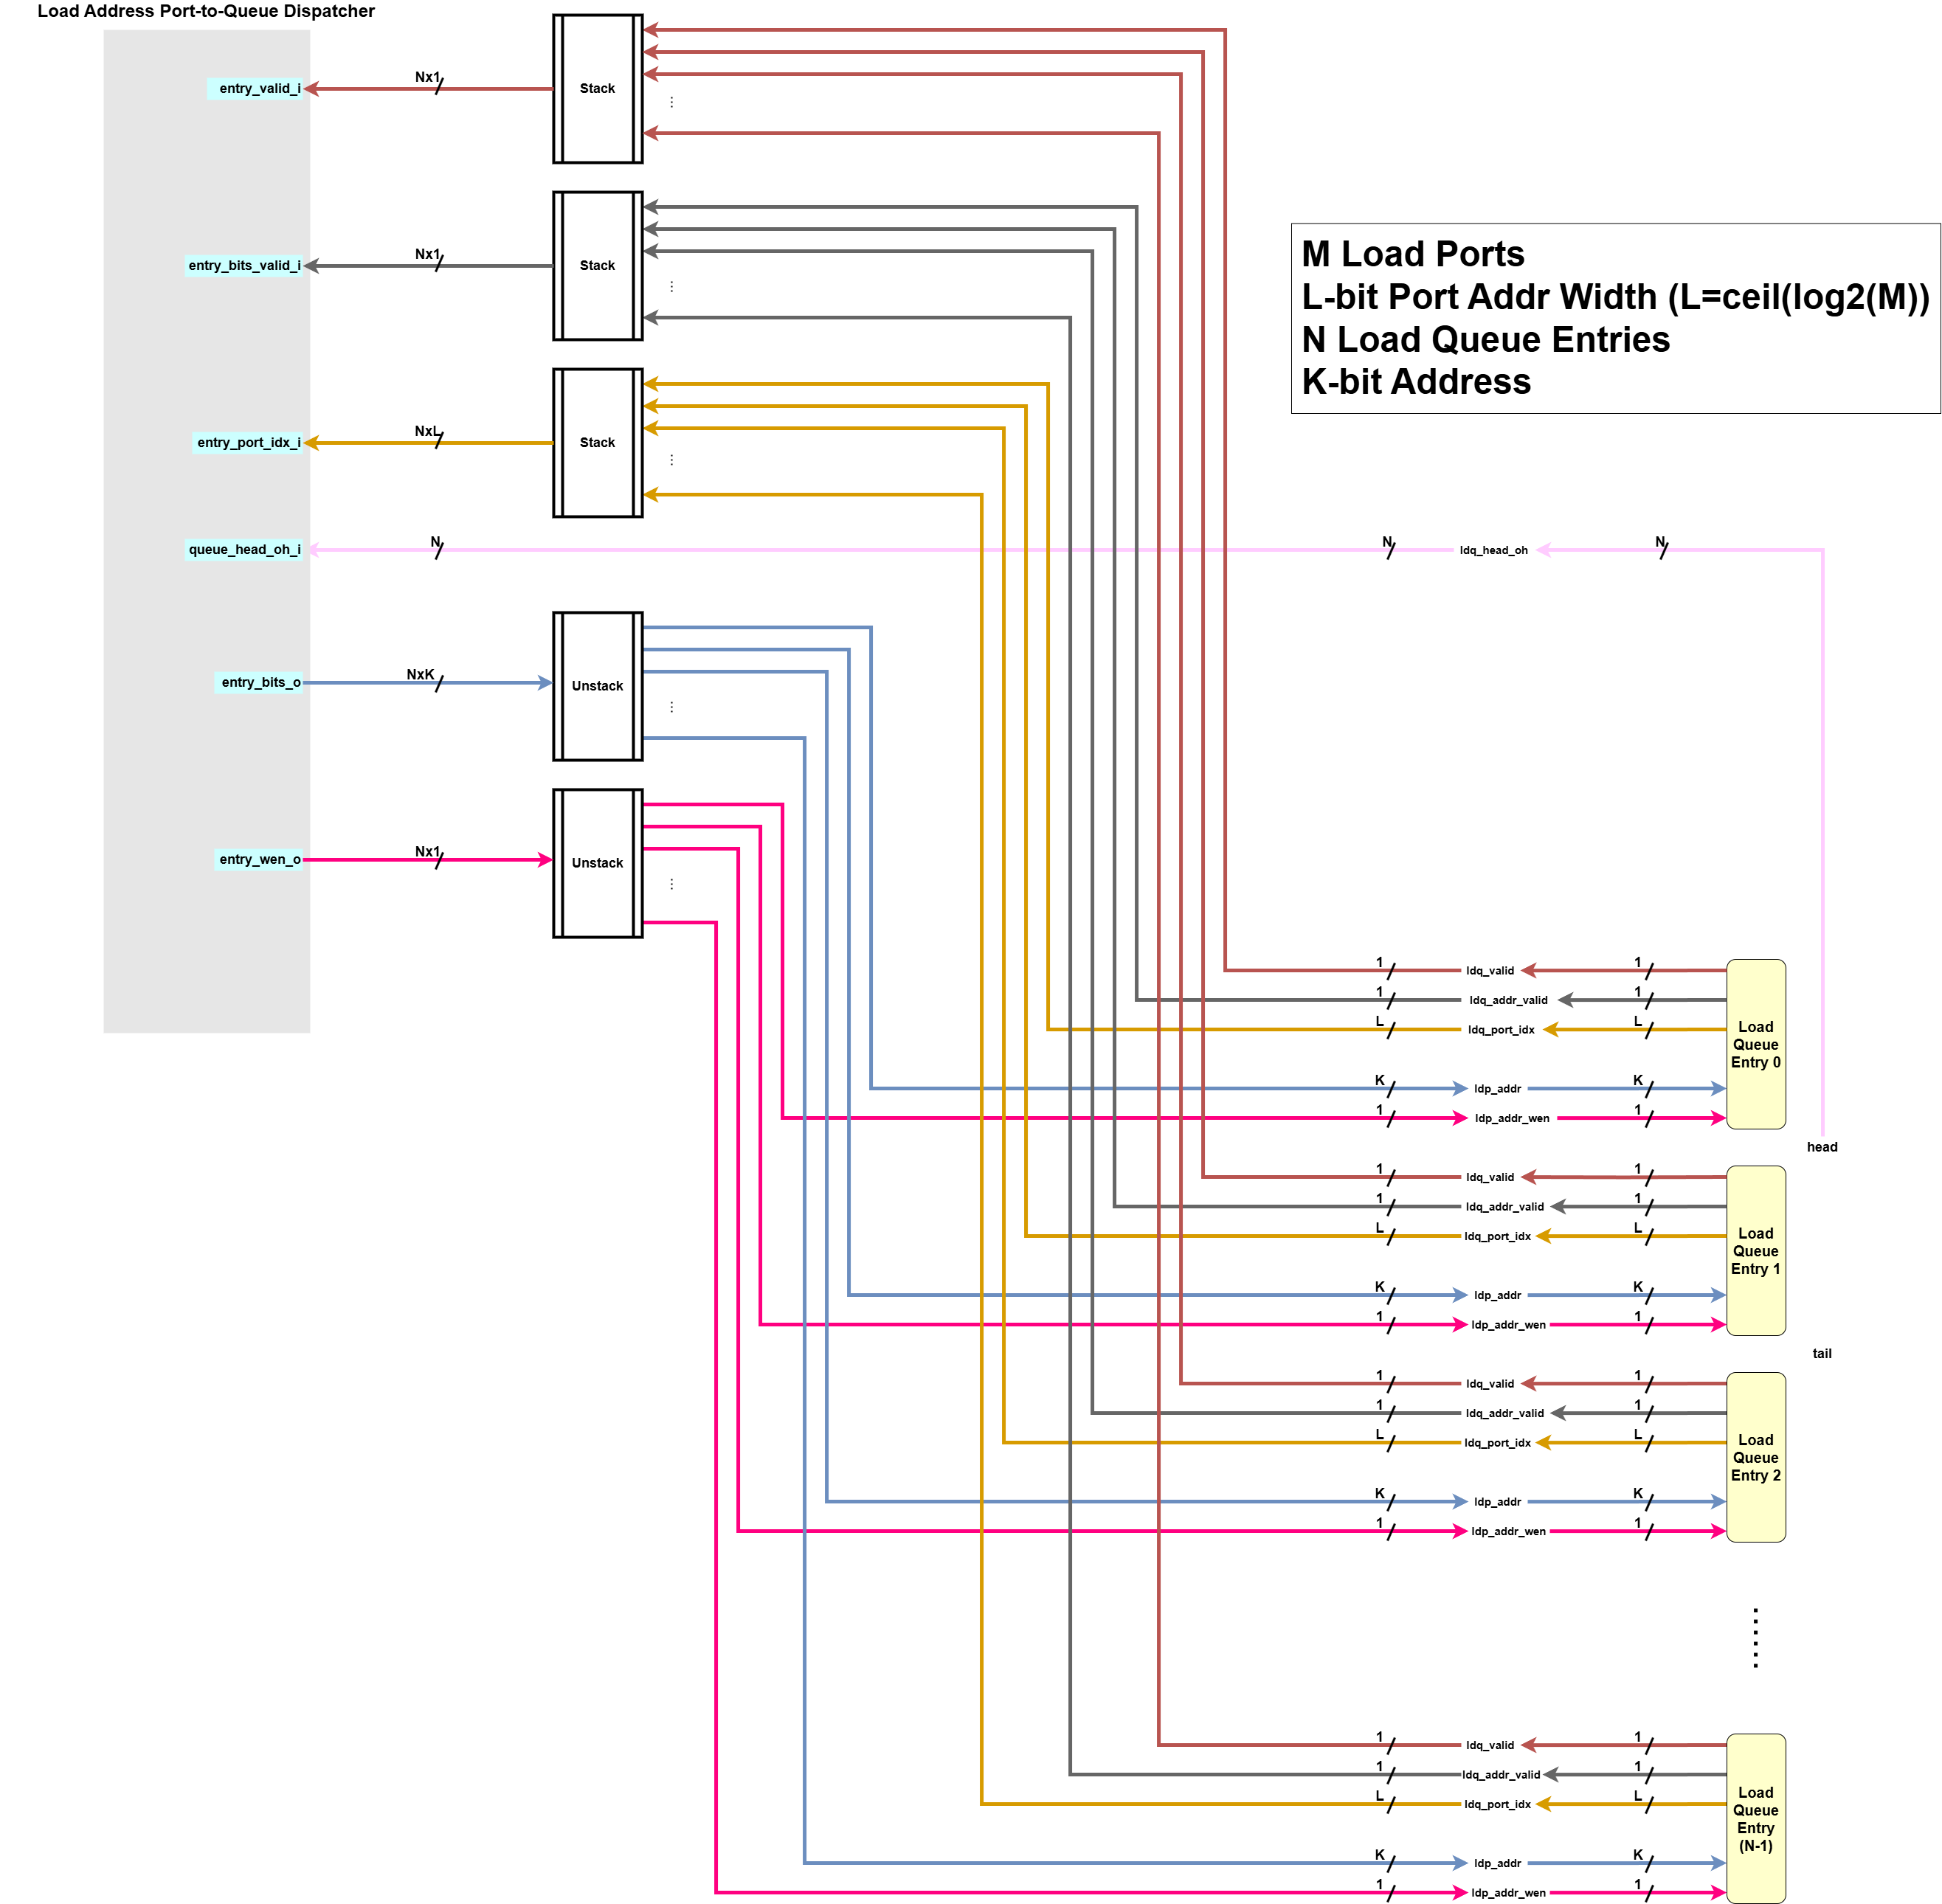 Load Address Port-to-Queue Dispatcher
entry_valid_i
Nx1
Stack
entry_bits_valid_i
Nx1
Stack
M Load Ports
L-bit Port Addr Width (L=ceil(log2(M))
N Load Queue Entries
K-bit Address
entry_port_idx_i
NxL
Stack
queue_head_oh_i
N
N
ldq_head_oh
N
entry_bits_o
NxK
Unstack
entry_wen_o
Nx1
Unstack
1
ldq_valid
1
1
ldq_addr_valid
1
L
ldq_port_idx
L
Load
Queue
Entry 0
K
ldp_addr
K
1
ldp_addr_wen
1
head
1
ldq_valid
1
1
ldq_addr_valid
1
L
ldq_port_idx
L
Load
Queue
Entry 1
K
ldp_addr
K
1
ldp_addr_wen
1
tail
1
ldq_valid
1
1
ldq_addr_valid
1
L
ldq_port_idx
L
Load
Queue
Entry 2
K
ldp_addr
K
1
ldp_addr_wen
1
1
ldq_valid
1
1
ldq_addr_valid
1
L
ldq_port_idx
L
Load
Queue
Entry
(N-1)
K
ldp_addr
K
1
ldp_addr_wen
1